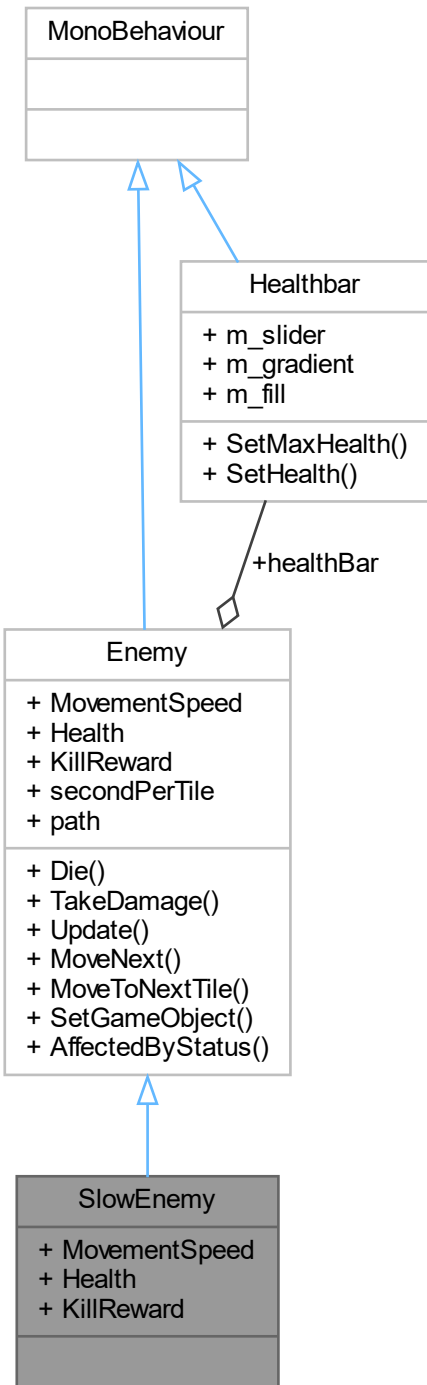 MonoBehaviour
Healthbar
+ m_slider
+ m_gradient
+ m_fill
+ SetMaxHealth()
+ SetHealth()
+healthBar
Enemy
+ MovementSpeed
+ Health
+ KillReward
+ secondPerTile
+ path
+ Die()
+ TakeDamage()
+ Update()
+ MoveNext()
+ MoveToNextTile()
+ SetGameObject()
+ AffectedByStatus()
SlowEnemy
+ MovementSpeed
+ Health
+ KillReward